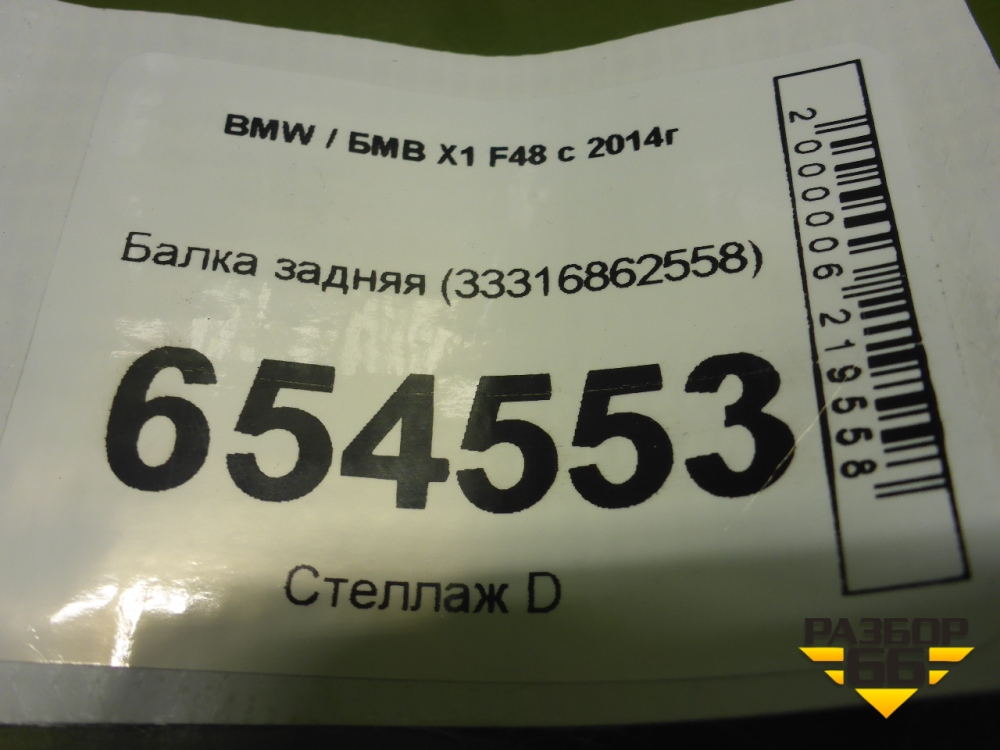 BMW / БМВ X1 F48 с 2014г
Балка задняя (33316862558)
654553
Стеллаж D
2000006219558
РАЗБОР
66